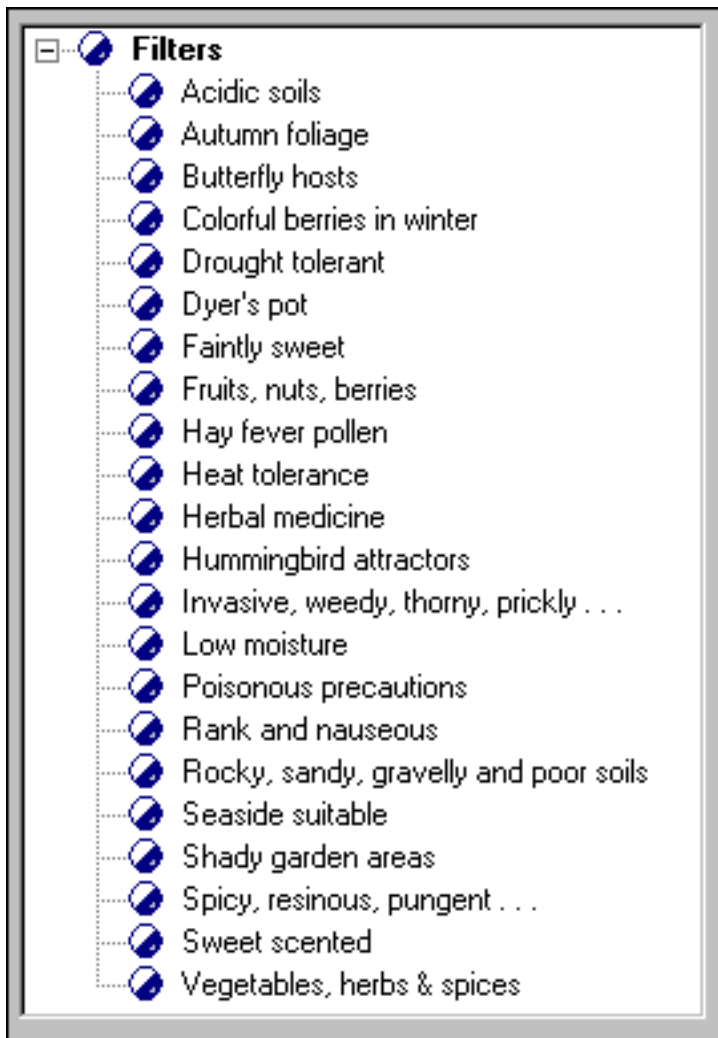 Filters
Acidic soils
Autumn foliage
Butterfly hosts
Colorful berries in winter
Drought tolerant
Dyer's pot
Faintly sweet
Fruits, nuts, berries
Hay fever pollen
Heat tolerance
Herbal medicine
Hummingbird attractors
Invasive, weedy, thorny, prickly . . .
Low moisture
Poisonous precautions
Rank and nauseous
Rocky, sandy, gravelly and poor soils
Seaside suitable
Shady garden areas
Spicy, resinous, pungent . . .
Sweet scented
Vegetables, herbs & spices